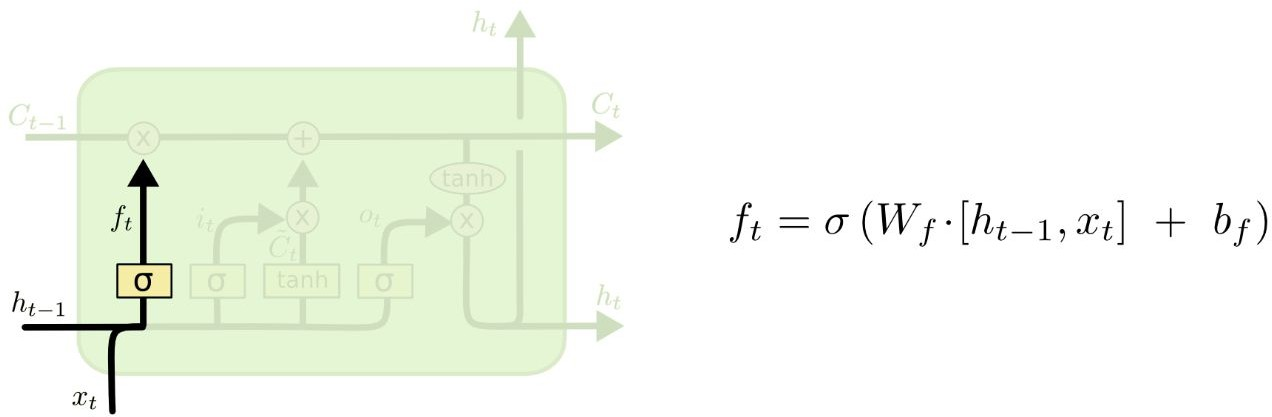 h_t
C_{t-1} C_t
x +
tanh
f_t i_t x o_t x
C̃_t
σ σ tanh σ
h_{t-1} h_t
x_t
f_t = σ (W_f · [h_{t-1}, x_t] + b_f)